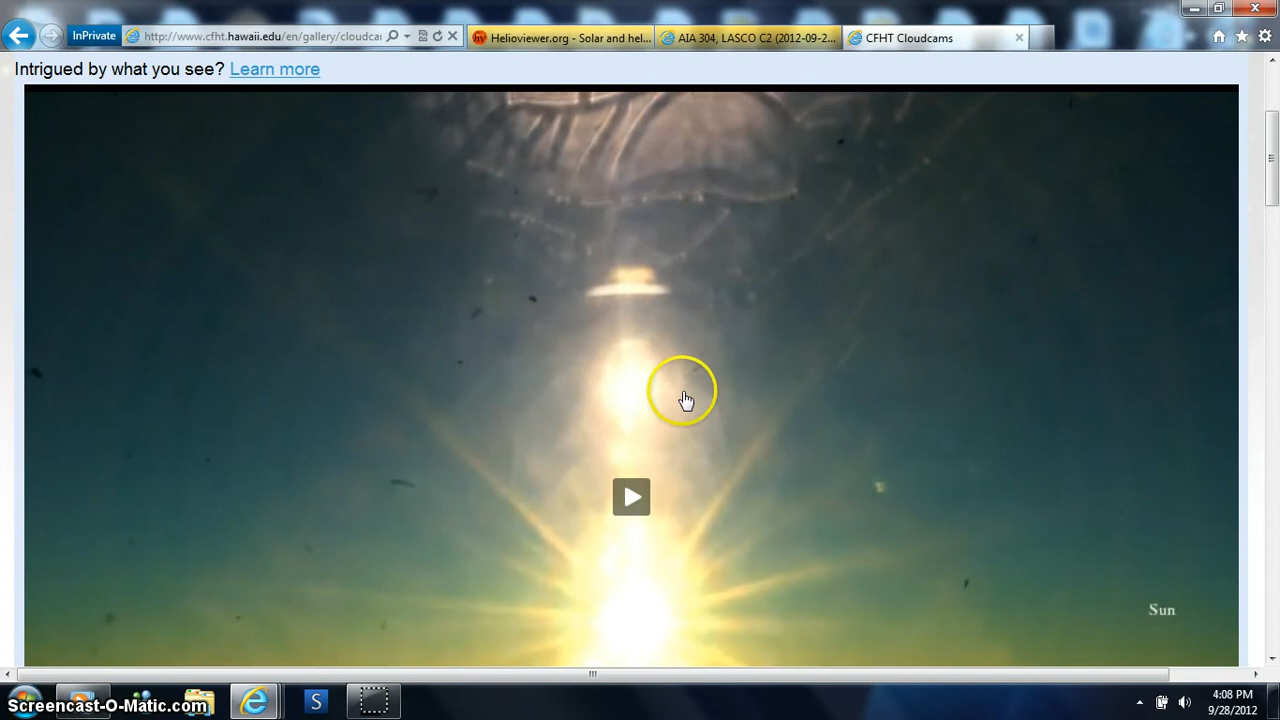 InPrivate
http://www.cfht.hawaii.edu/en/gallery/cloudca
Helioviewer.org - Solar and hel...
AIA 304, LASCO C2 (2012-09-2...
CFHT Cloudcams
Intrigued by what you see? Learn more
Sun
S
4:08 PM
9/28/2012
Screencast-O-Matic.com